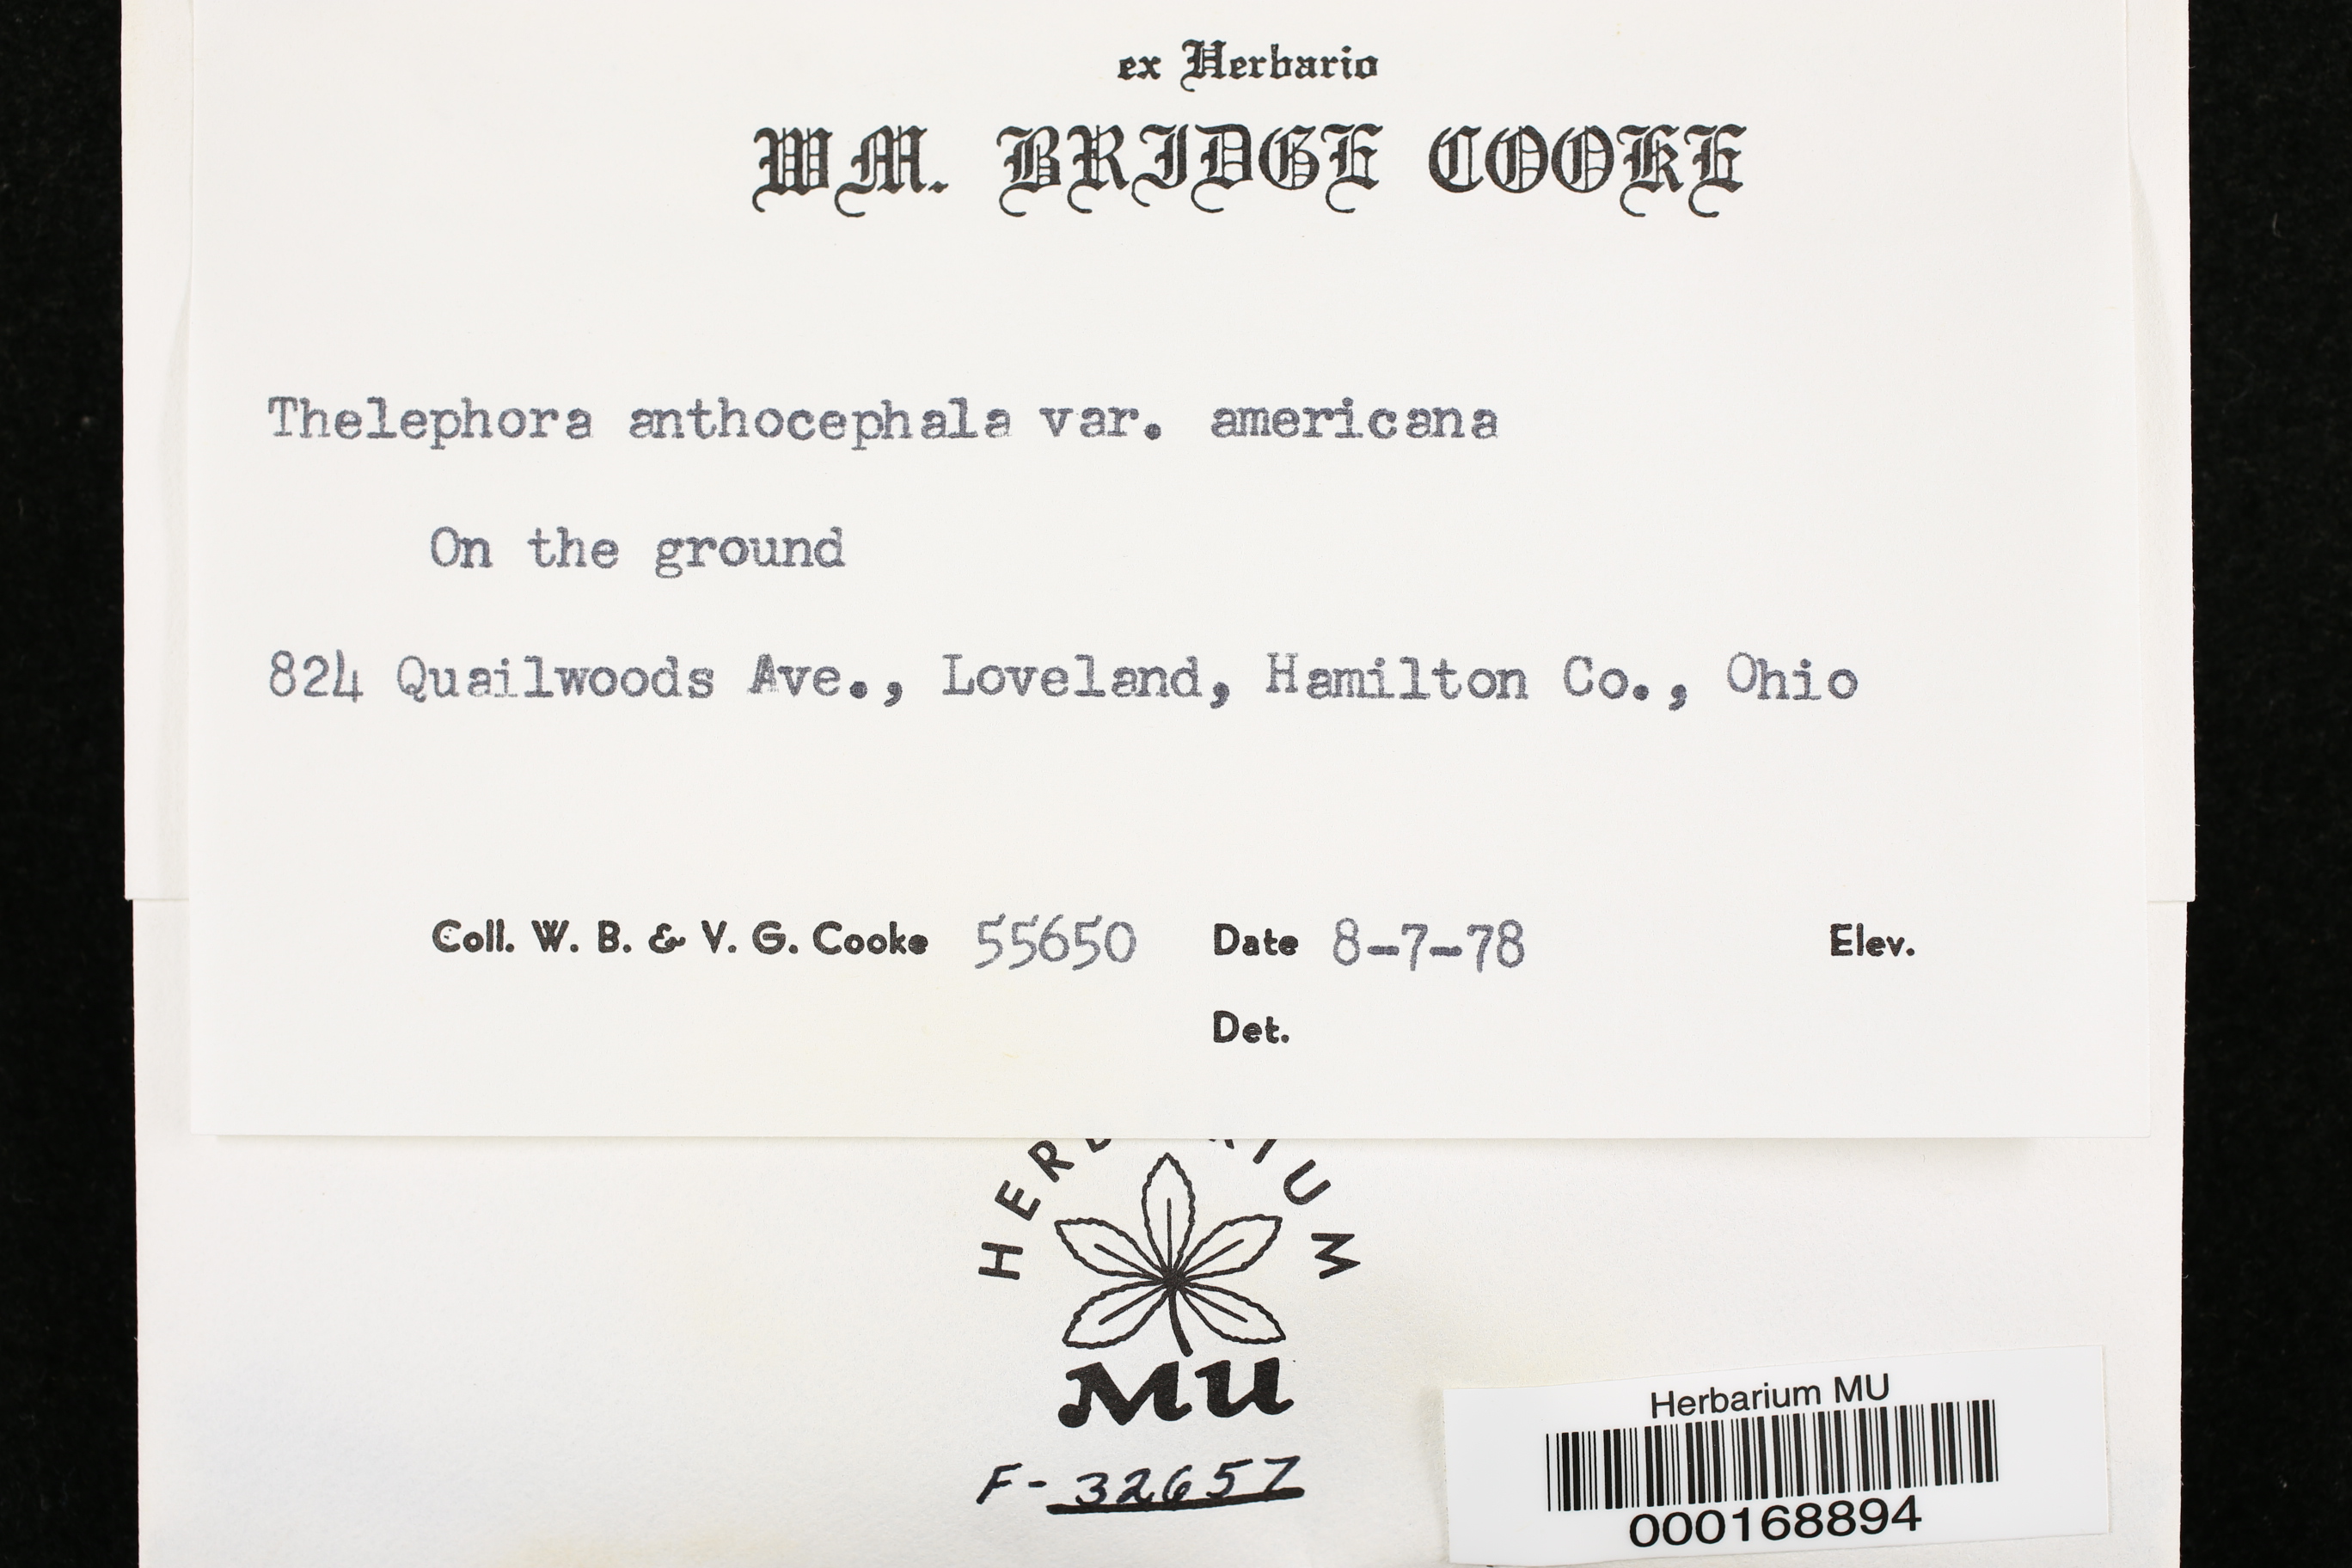 ex Herbario
WM. BRIDGE COOKE
Thelephora anthocephala var. americana
On the ground
824 Quailwoods Ave., Loveland, Hamilton Co., Ohio
Coll. W. B. & V. G. Cooke 55650 Date 8-7-78 Elev.
Det.
MU
F- 32657
Herbarium MU
000168894